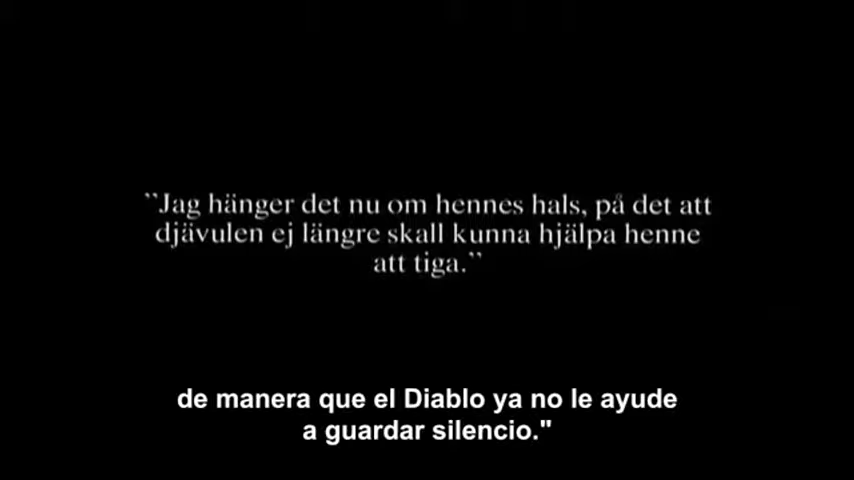 ”Jag hänger det nu om hennes hals, på det att
djävulen ej längre skall kunna hjälpa henne
att tiga.”
de manera que el Diablo ya no le ayude
a guardar silencio."